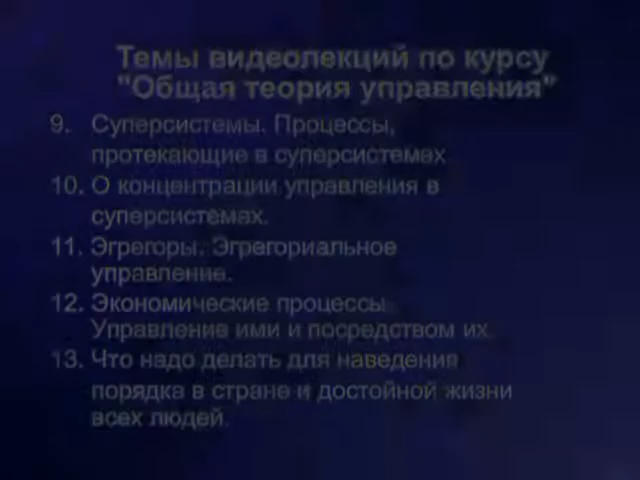 Темы видеолекций по курсу
"Общая теория управления"
9. Суперсистемы. Процессы,
протекающие в суперсистемах
10. О концентрации управления в
суперсистемах.
11. Эгрегоры. Эгрегориальное
управление.
12. Экономические процессы.
Управление ими и посредством их.
13. Что надо делать для наведения
порядка в стране и достойной жизни
всех людей.